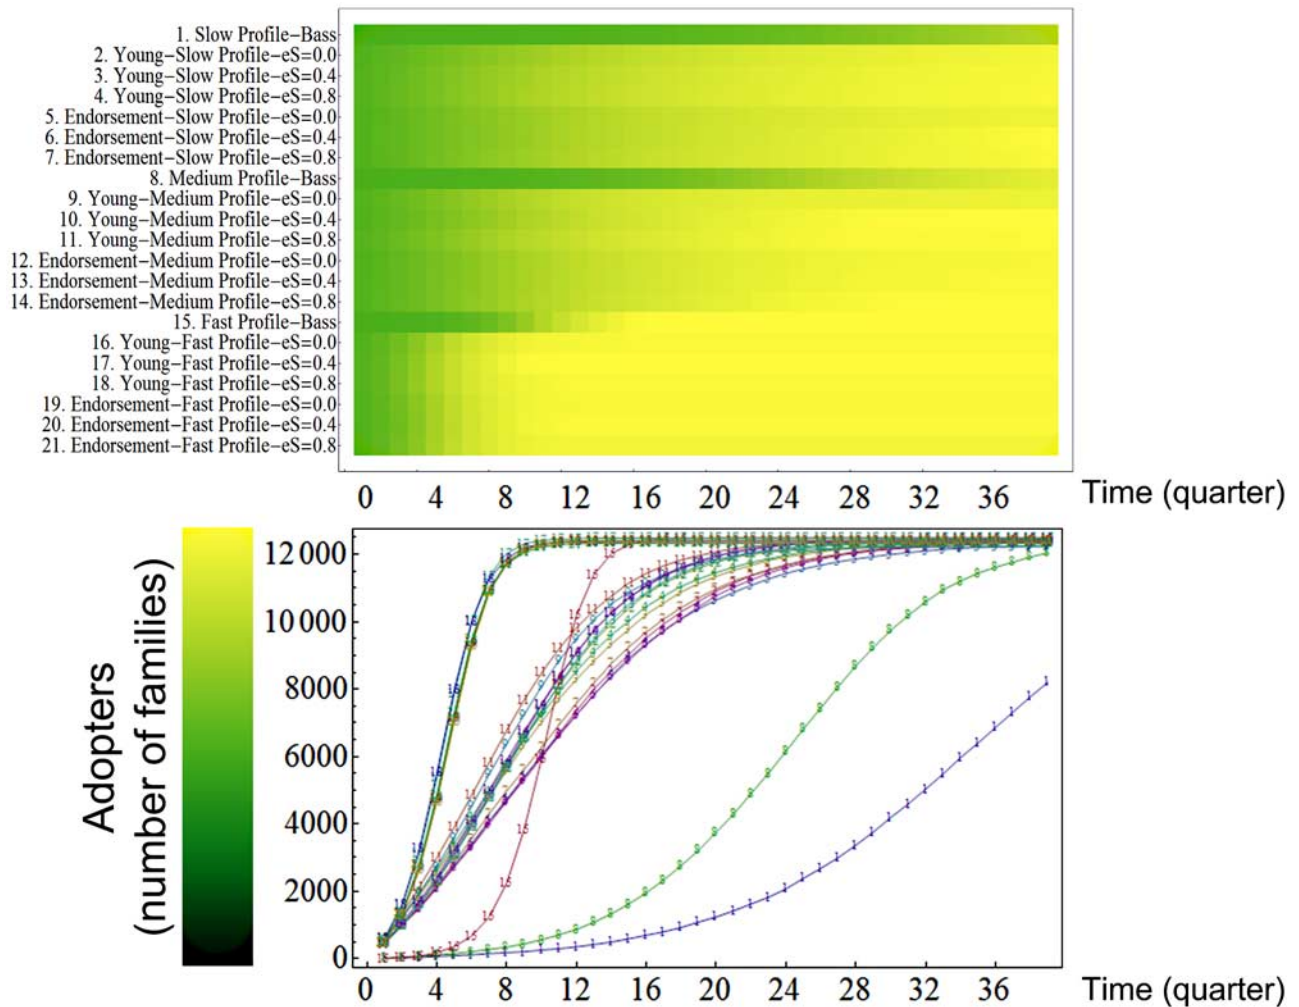 1. Slow Profile−Bass
2. Young−Slow Profile−eS=0.0
3. Young−Slow Profile−eS=0.4
4. Young−Slow Profile−eS=0.8
5. Endorsement−Slow Profile−eS=0.0
6. Endorsement−Slow Profile−eS=0.4
7. Endorsement−Slow Profile−eS=0.8
8. Medium Profile−Bass
9. Young−Medium Profile−eS=0.0
10. Young−Medium Profile−eS=0.4
11. Young−Medium Profile−eS=0.8
12. Endorsement−Medium Profile−eS=0.0
13. Endorsement−Medium Profile−eS=0.4
14. Endorsement−Medium Profile−eS=0.8
15. Fast Profile−Bass
16. Young−Fast Profile−eS=0.0
17. Young−Fast Profile−eS=0.4
18. Young−Fast Profile−eS=0.8
19. Endorsement−Fast Profile−eS=0.0
20. Endorsement−Fast Profile−eS=0.4
21. Endorsement−Fast Profile−eS=0.8
0 4 8 12 16 20 24 28 32 36 Time (quarter)
Adopters
(number of families)
12 000
10 000
8000
6000
4000
2000
0
0 4 8 12 16 20 24 28 32 36 Time (quarter)